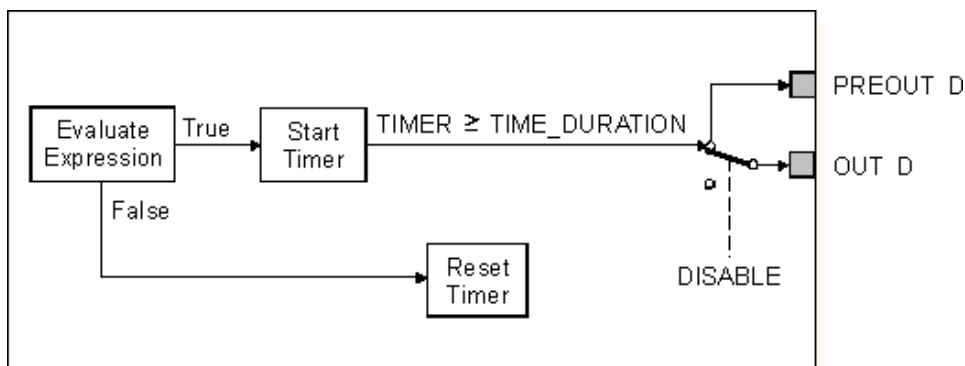 PREOUT D
Evaluate
Expression
True
Start
Timer
TIMER ≥ TIME_DURATION
OUT D
False
Reset
Timer
DISABLE